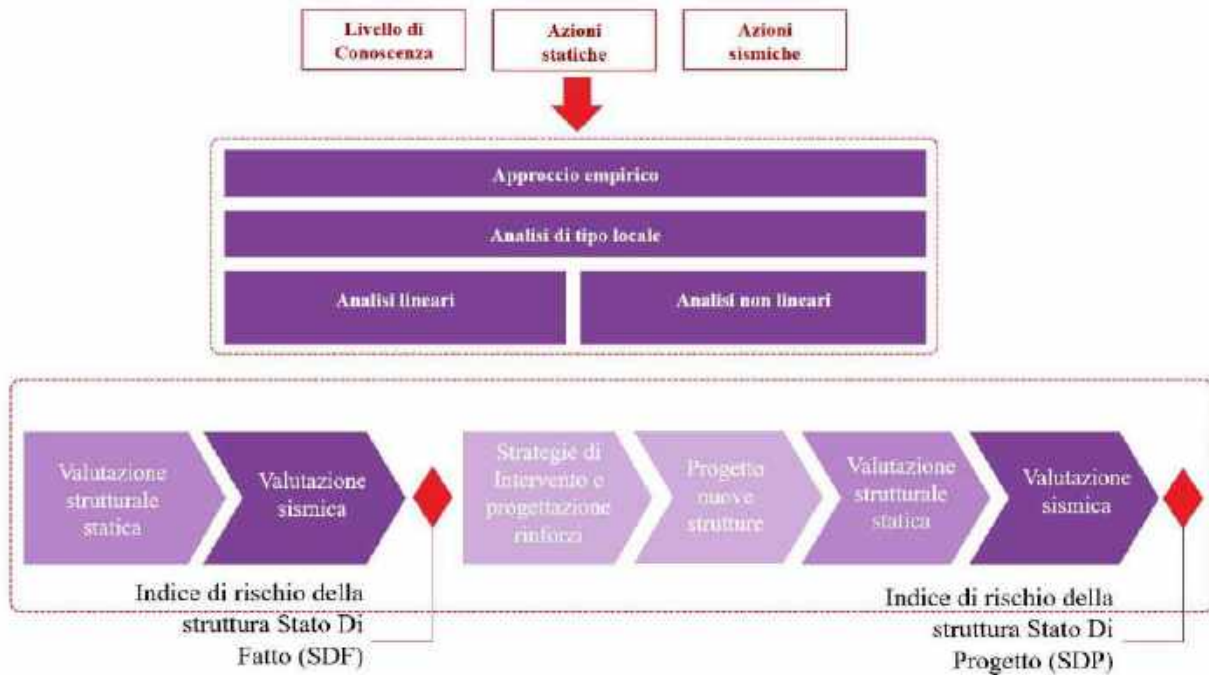 Livello di
Conoscenza
Azioni
statiche
Azioni
sismiche
Approccio empirico
Analisi di tipo locale
Analisi lineari
Analisi non lineari
Valutazione
strutturale
statica
Valutazione
sismica
Strategie di
Intervento e
progettazione
rinforzi
Progetto
nuove
strutture
Valutazione
strutturale
statica
Valutazione
sismica
Indice di rischio della
struttura Stato Di
Fatto (SDF)
Indice di rischio della
struttura Stato Di
Progetto (SDP)